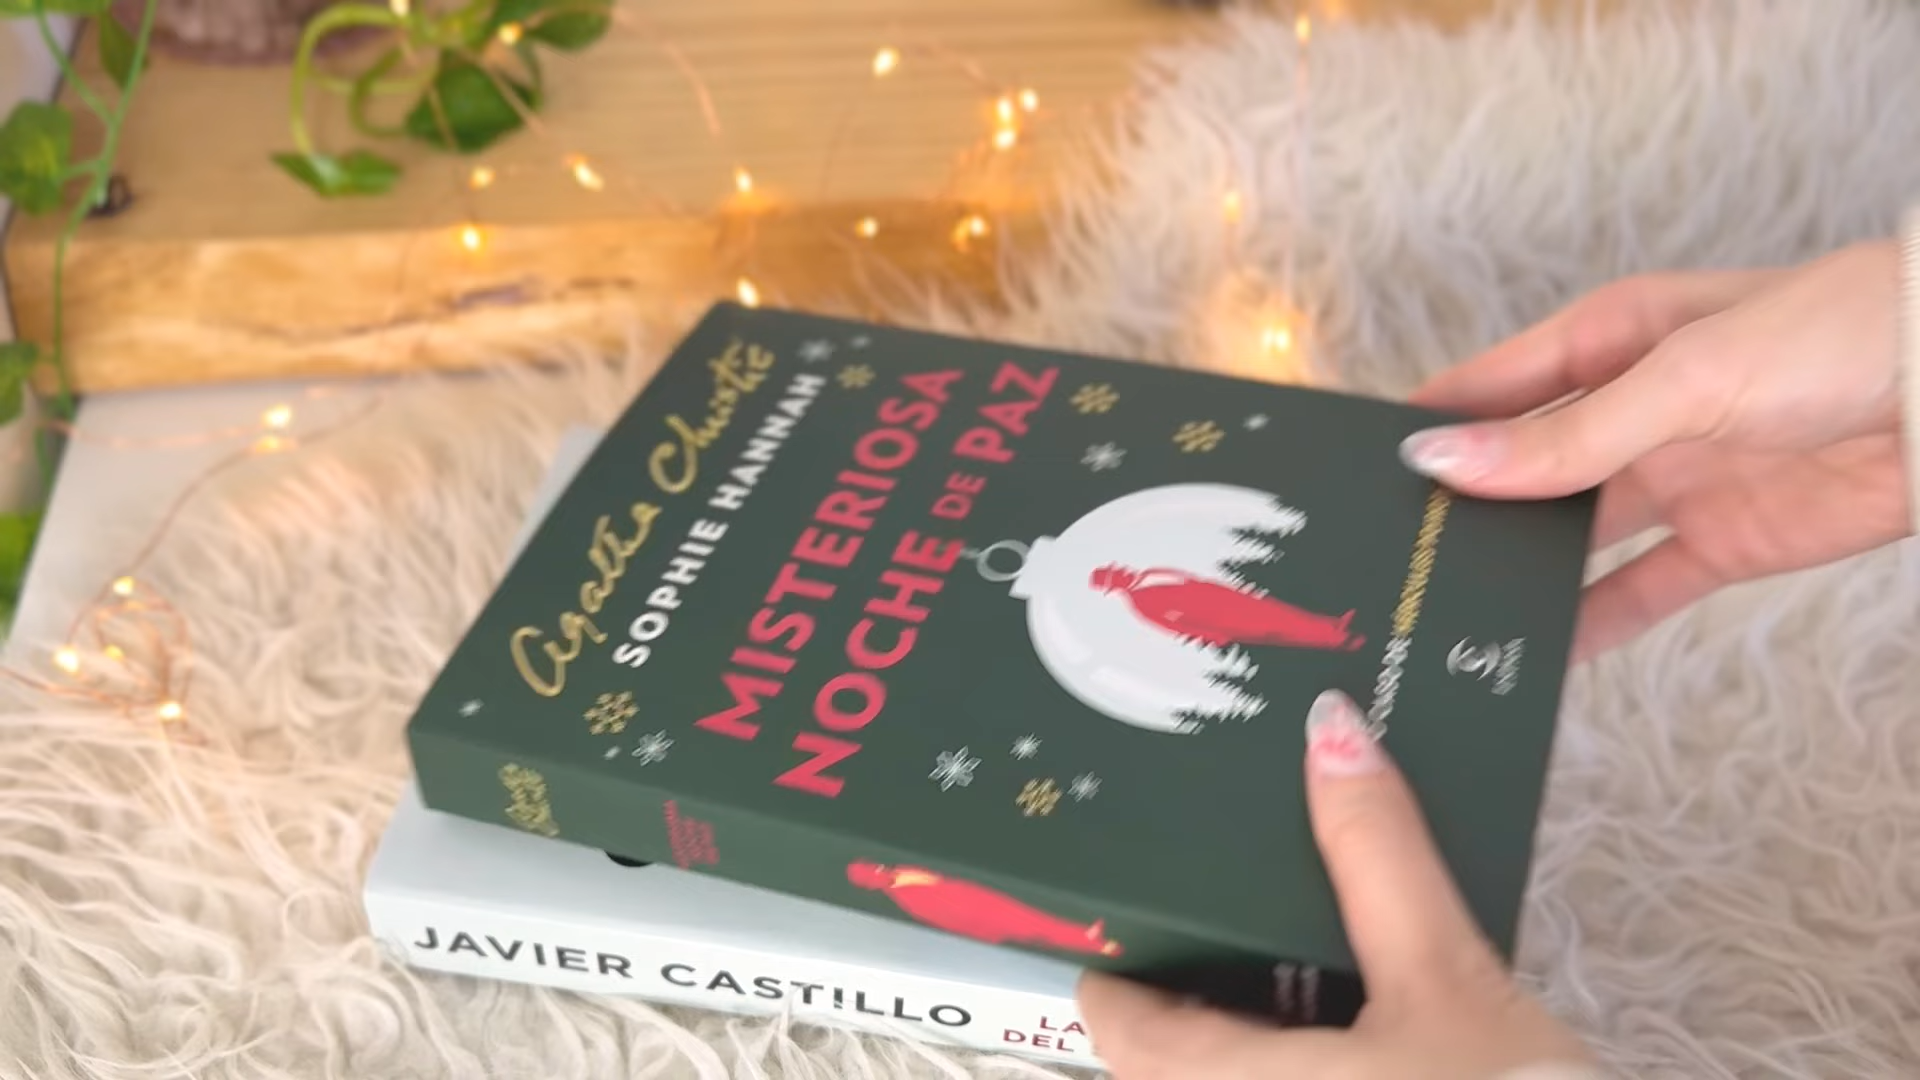 Agatha Christie
SOPHIE HANNAH
MISTERIOSA
NOCHE DE PAZ
JAVIER CASTILLO
LA
DEL